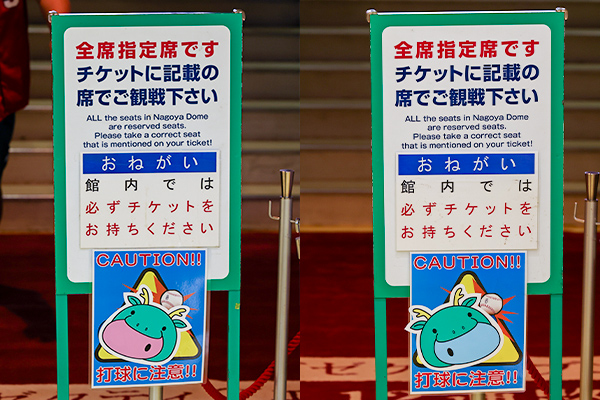 全席指定席です
チケットに記載の
席でご観戦下さい
ALL the seats in Nagoya Dome
are reserved seats.
Please take a correct seat
that is mentioned on your ticket!
おねがい
館内では
必ずチケットを
お持ちください
CAUTION!!
打球に注意!!
全席指定席です
チケットに記載の
席でご観戦下さい
ALL the seats in Nagoya Dome
are reserved seats.
Please take a correct seat
that is mentioned on your ticket!
おねがい
館内では
必ずチケットを
お持ちください
CAUTION!!
打球に注意!!